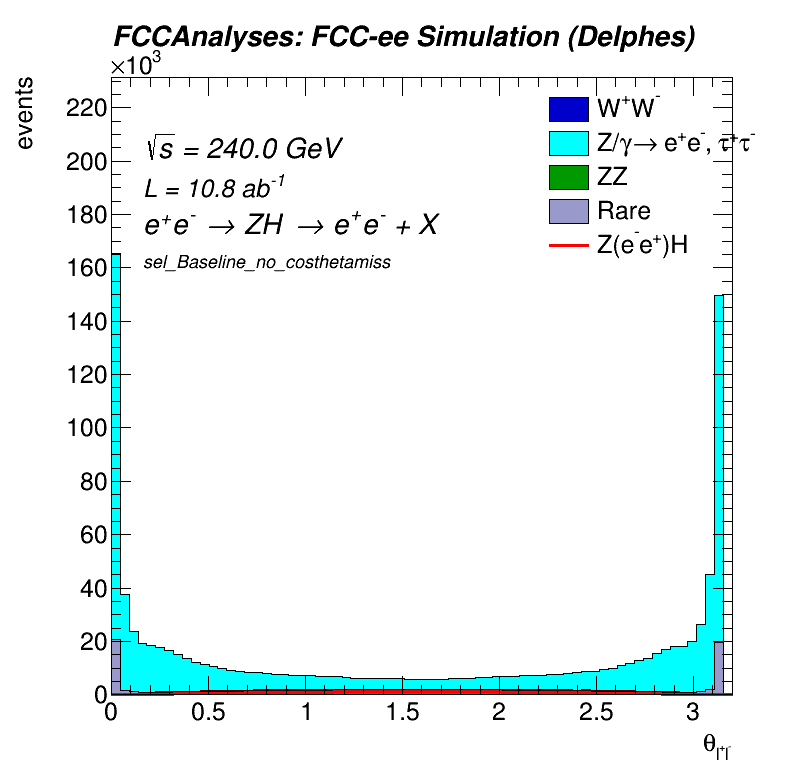 FCCAnalyses: FCC-ee Simulation (Delphes)
×10³
events
√s = 240.0 GeV
L = 10.8 ab⁻¹
e⁺e⁻ → ZH → e⁺e⁻ + X
sel_Baseline_no_costhetamiss
W⁺W⁻
Z/γ→ e⁺e⁻, τ⁺τ⁻
ZZ
Rare
Z(e⁻e⁺)H
220
200
180
160
140
120
100
80
60
40
20
0
0 0.5 1 1.5 2 2.5 3
θ_l⁺l⁻